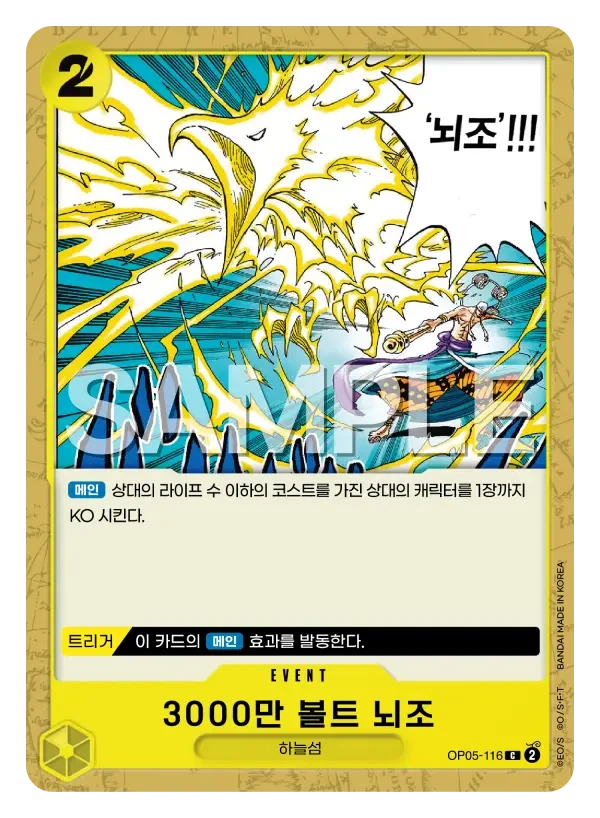 2
'뇌조'!!!
SAMPLE
메인 상대의 라이프 수 이하의 코스트를 가진 상대의 캐릭터를 1장까지
KO 시킨다.
트리거 이 카드의 메인 효과를 발동한다.
EVENT
3000만 볼트 뇌조
하늘섬
OP05-116 C 2
©EO/S ©O/S·F·T BANDAI MADE IN KOREA